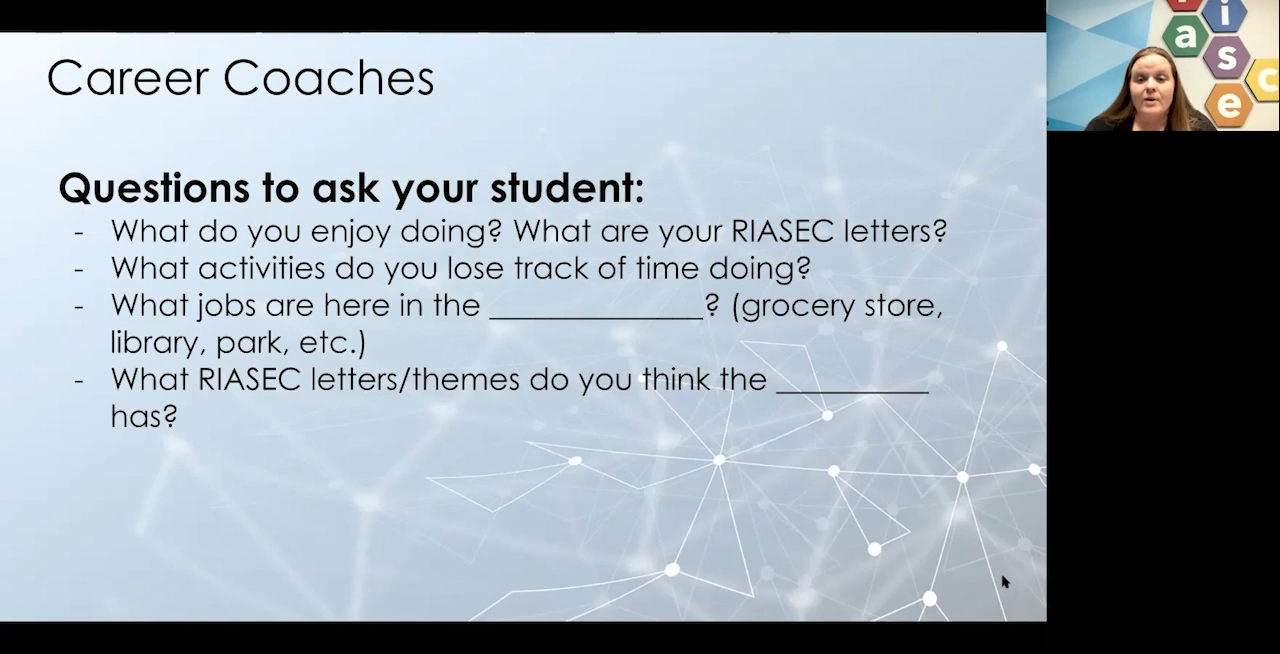 Career Coaches
Questions to ask your student:
- What do you enjoy doing? What are your RIASEC letters?
- What activities do you lose track of time doing?
- What jobs are here in the ______________? (grocery store,
library, park, etc.)
- What RIASEC letters/themes do you think the __________
has?
i
a
s
c
e